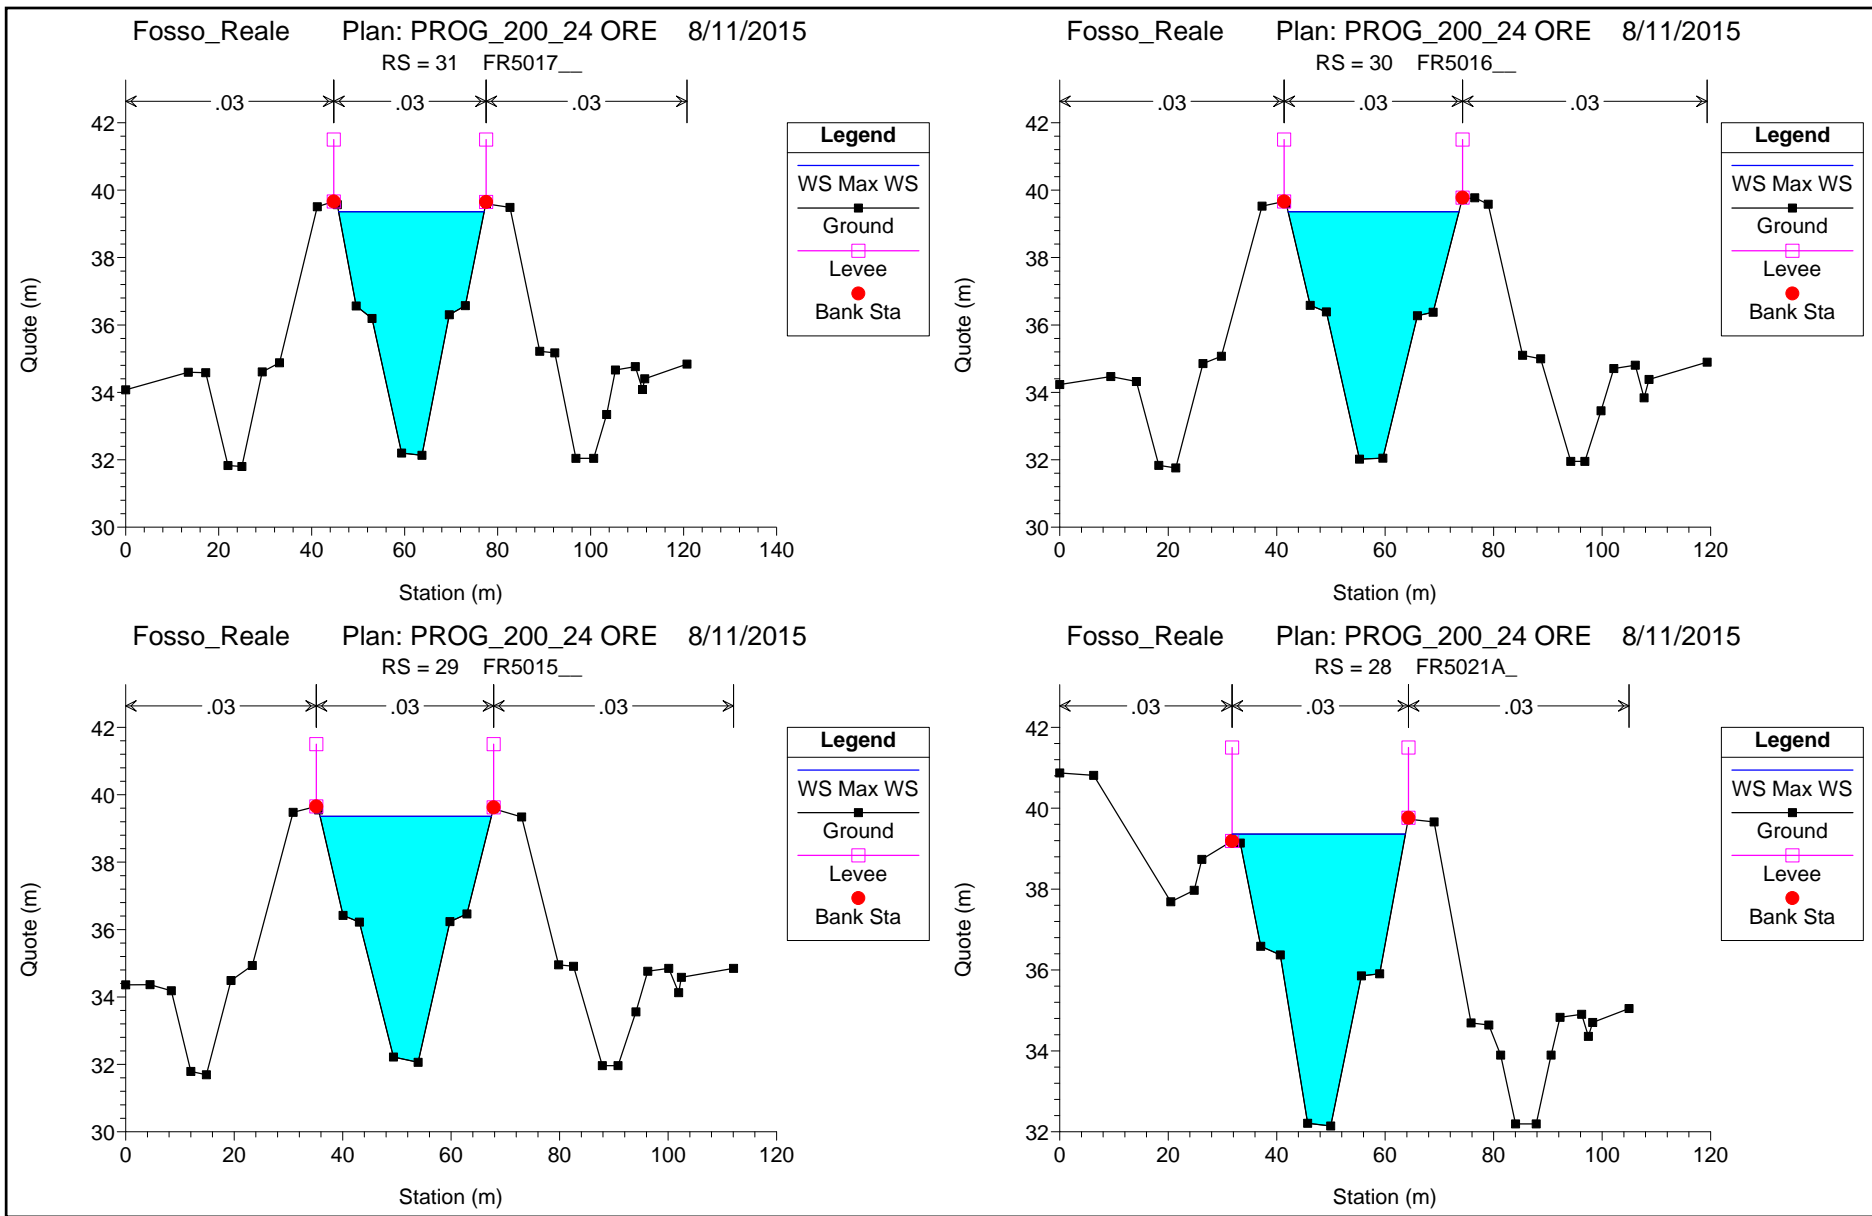 Fosso_Reale Plan: PROG_200_24 ORE 8/11/2015
RS = 31 FR5017__
.03 .03 .03
42
40
38
36
34
32
30
0 20 40 60 80 100 120 140
Quote (m)
Station (m)
Legend
WS Max WS
Ground
Levee
Bank Sta
Fosso_Reale Plan: PROG_200_24 ORE 8/11/2015
RS = 30 FR5016__
.03 .03 .03
42
40
38
36
34
32
30
0 20 40 60 80 100 120
Quote (m)
Station (m)
Legend
WS Max WS
Ground
Levee
Bank Sta
Fosso_Reale Plan: PROG_200_24 ORE 8/11/2015
RS = 29 FR5015__
.03 .03 .03
42
40
38
36
34
32
30
0 20 40 60 80 100 120
Quote (m)
Station (m)
Legend
WS Max WS
Ground
Levee
Bank Sta
Fosso_Reale Plan: PROG_200_24 ORE 8/11/2015
RS = 28 FR5021A_
.03 .03 .03
42
40
38
36
34
32
0 20 40 60 80 100 120
Quote (m)
Station (m)
Legend
WS Max WS
Ground
Levee
Bank Sta